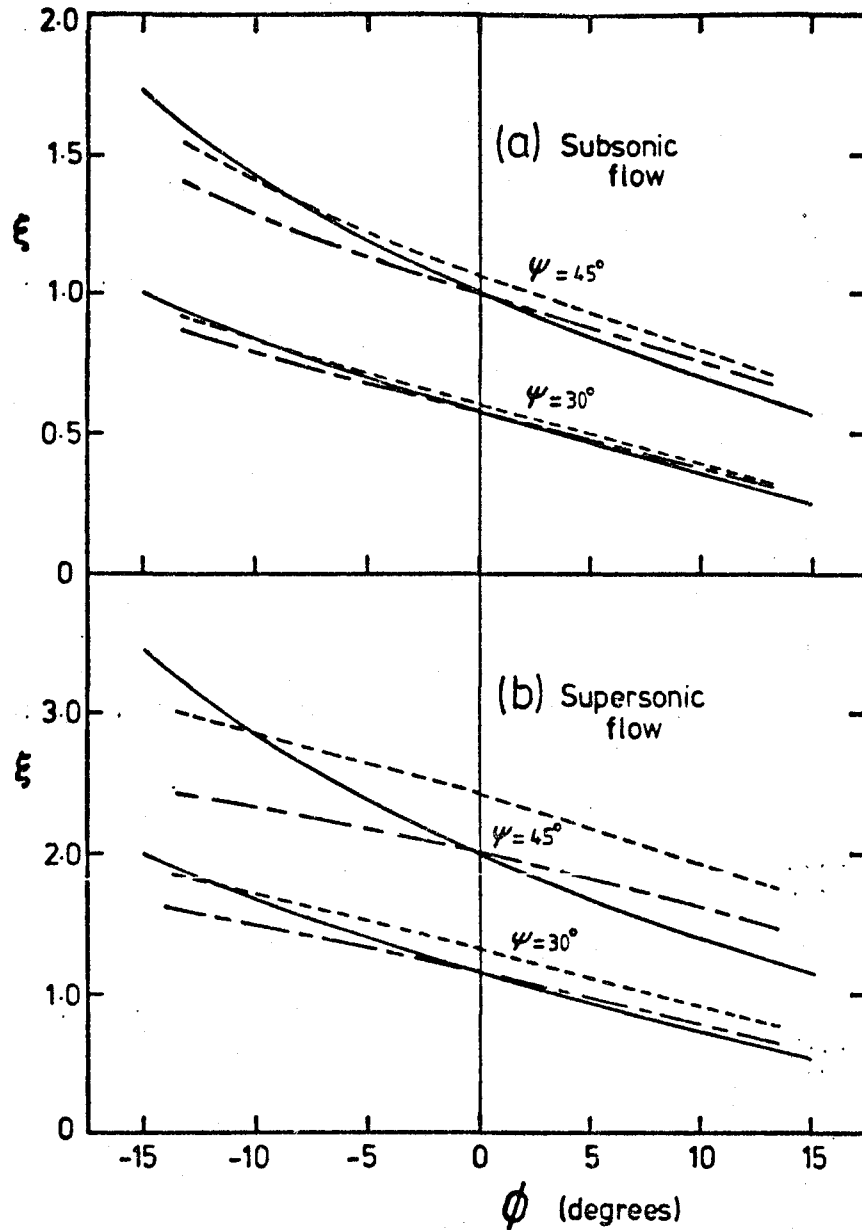 2.0
1.5
1.0
0.5
0
ξ
(a) Subsonic
flow
ψ = 45°
ψ = 30°
3.0
2.0
1.0
0
ξ
(b) Supersonic
flow
ψ = 45°
ψ = 30°
-15 -10 -5 0 5 10 15
ϕ (degrees)